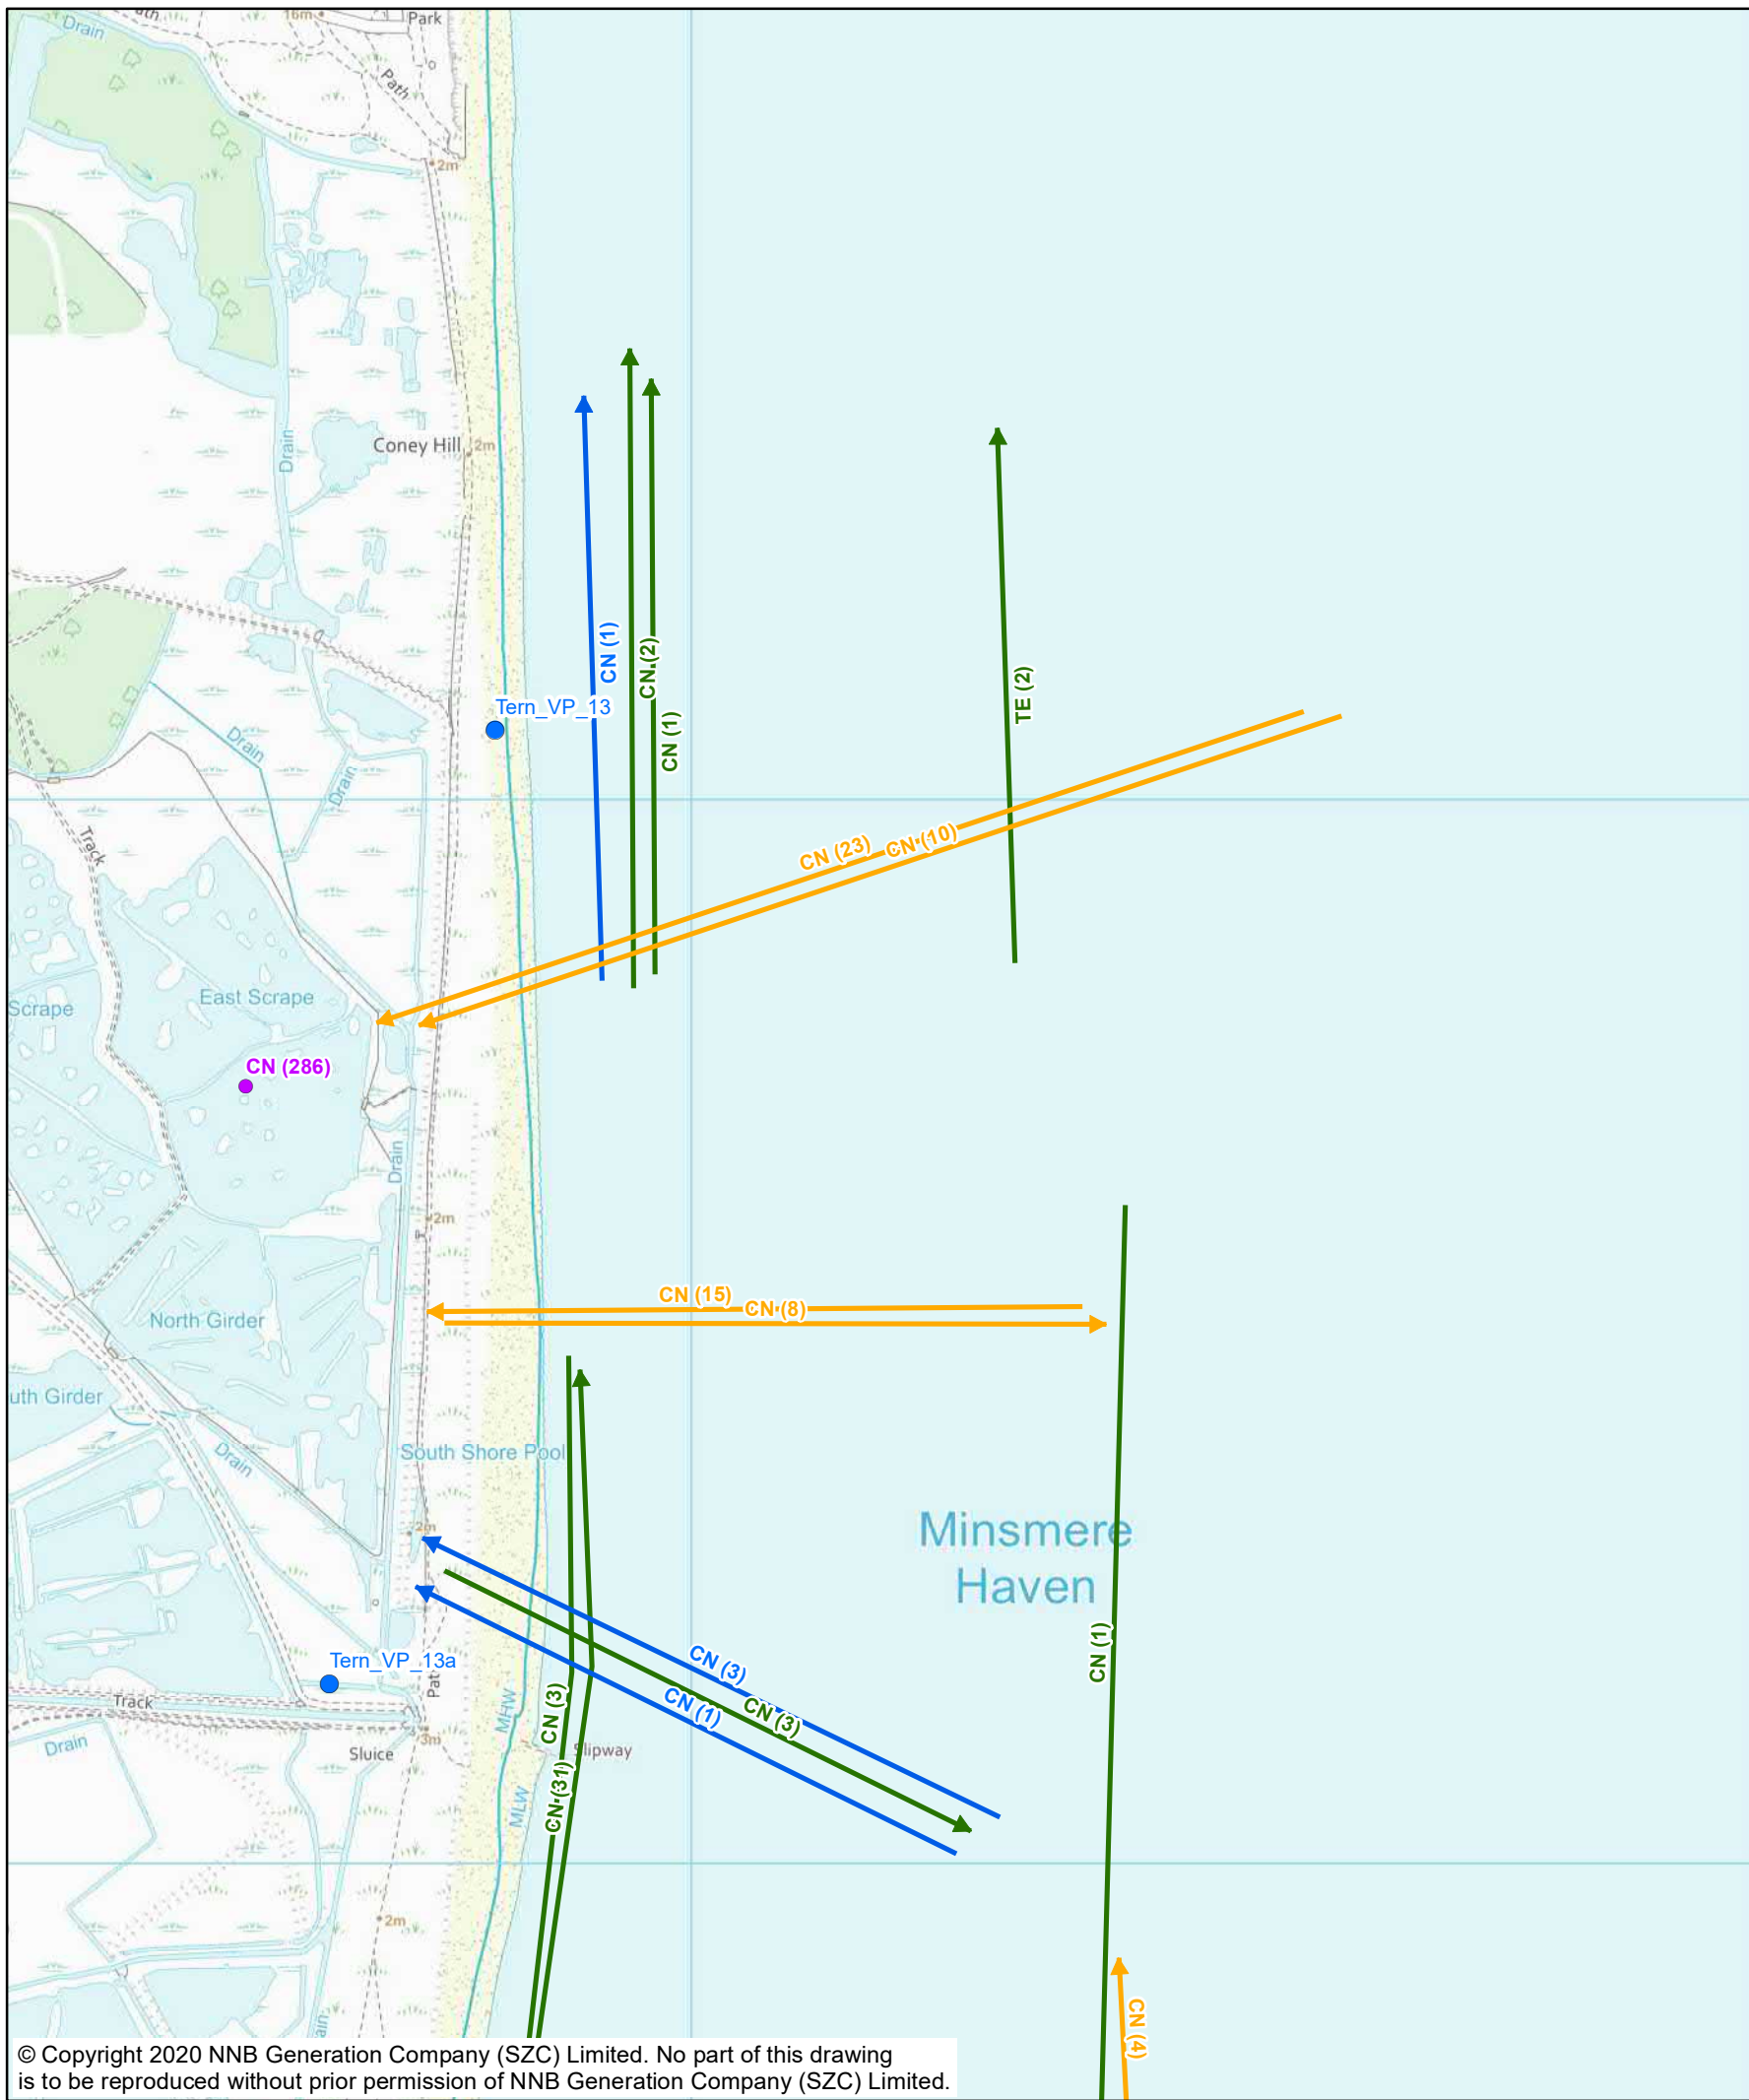 Drain
16m
Park
Path
2m
Coney Hill
2m
Drain
CN (1)
CN (2)
CN (1)
TE (2)
Tern_VP_13
Drain
Drain
Track
CN (23)
CN (10)
East Scrape
Scrape
CN (286)
Drain
2m
CN (15)
CN (8)
North Girder
uth Girder
Drain
South Shore Pool
2m
Minsmere
Haven
CN (1)
Tern_VP_13a
Pat
CN (3)
CN (3)
CN (1)
CN (3)
MHW
Track
3m
Sluice
Slipway
Drain
CN (31)
MLW
2m
ain
CN (4)
© Copyright 2020 NNB Generation Company (SZC) Limited. No part of this drawing
is to be reproduced without prior permission of NNB Generation Company (SZC) Limited.